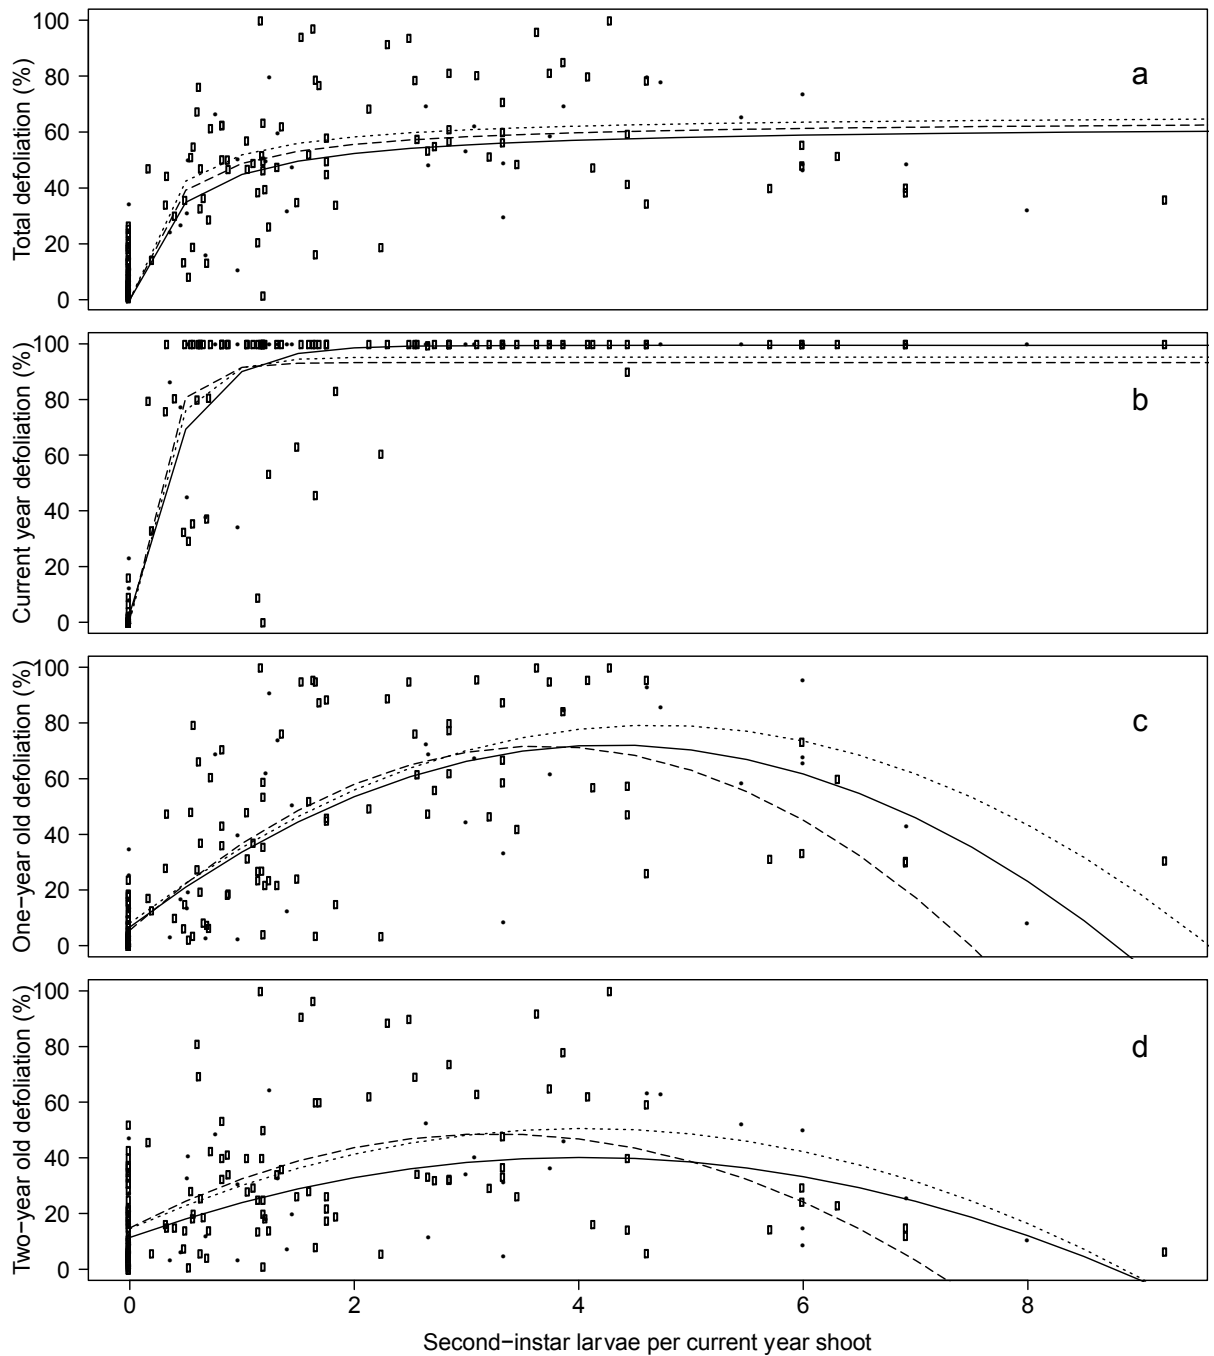 100
80
60
40
20
0
Total defoliation (%)
a
100
80
60
40
20
0
Current year defoliation (%)
b
100
80
60
40
20
0
One−year old defoliation (%)
c
100
80
60
40
20
0
Two−year old defoliation (%)
d
0 2 4 6 8
Second−instar larvae per current year shoot